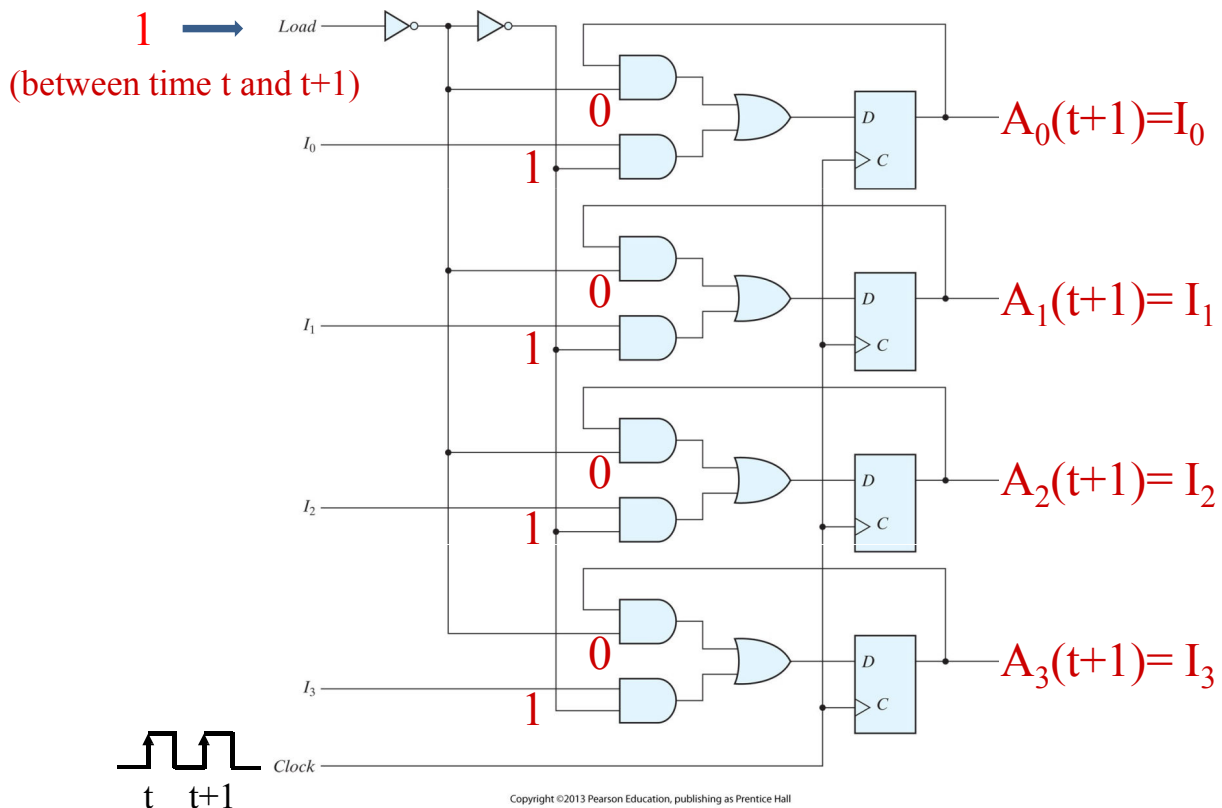 1
Load
(between time t and t+1)
0
D
A₀(t+1)=I₀
I₀
1
C
0
D
A₁(t+1)= I₁
I₁
1
C
0
D
A₂(t+1)= I₂
I₂
1
C
0
D
A₃(t+1)= I₃
I₃
1
C
Clock
t t+1
Copyright ©2013 Pearson Education, publishing as Prentice Hall